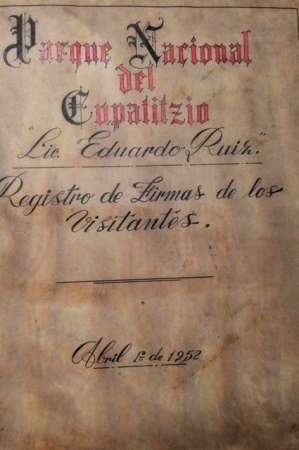 Parque Nacional
del
Cupatitzio
"Lic. Eduardo Ruiz."
Registro de Firmas de los
Visitantes.
Abril 1º de 1952